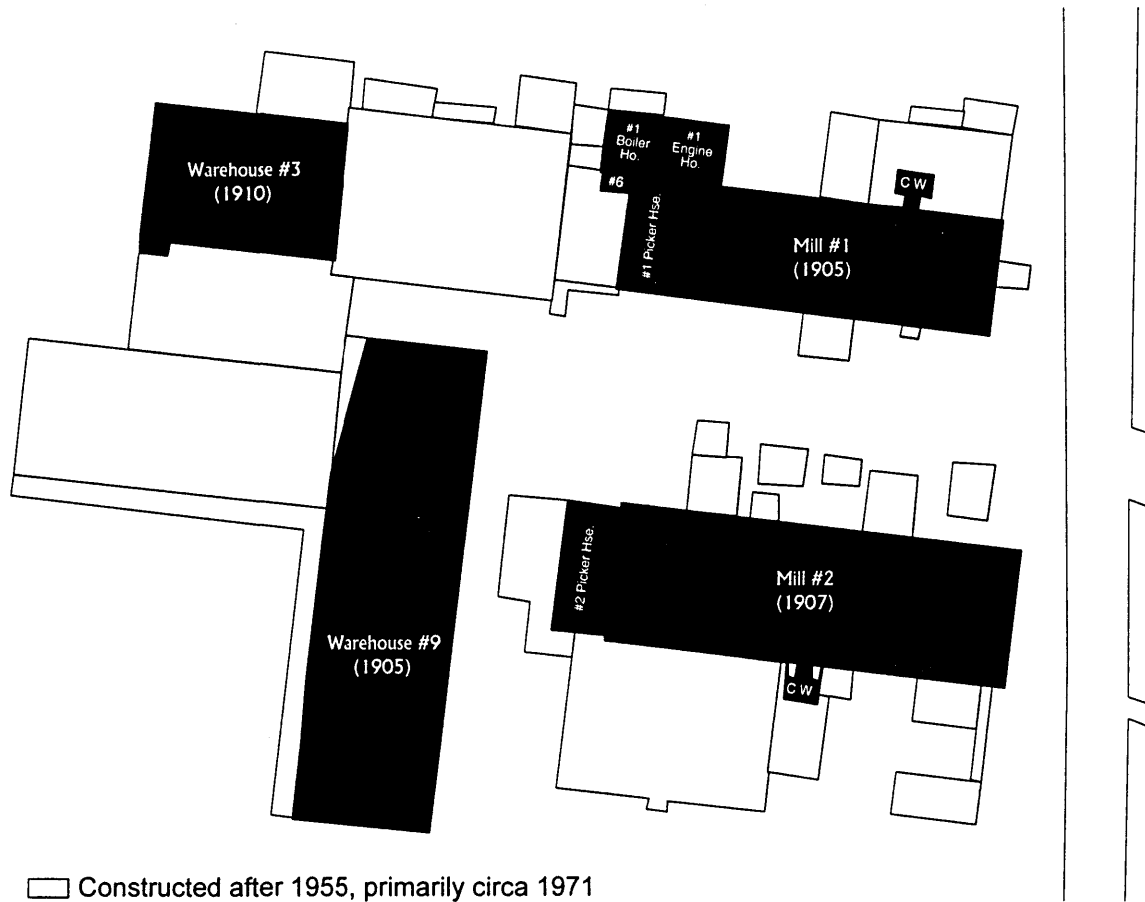 Warehouse #3
(1910)
#1
Boiler
Ho.
#1
Engine
Ho.
#6
#1 Picker Hse.
C W
Mill #1
(1905)
#2 Picker Hse.
Mill #2
(1907)
C W
Warehouse #9
(1905)
Constructed after 1955, primarily circa 1971